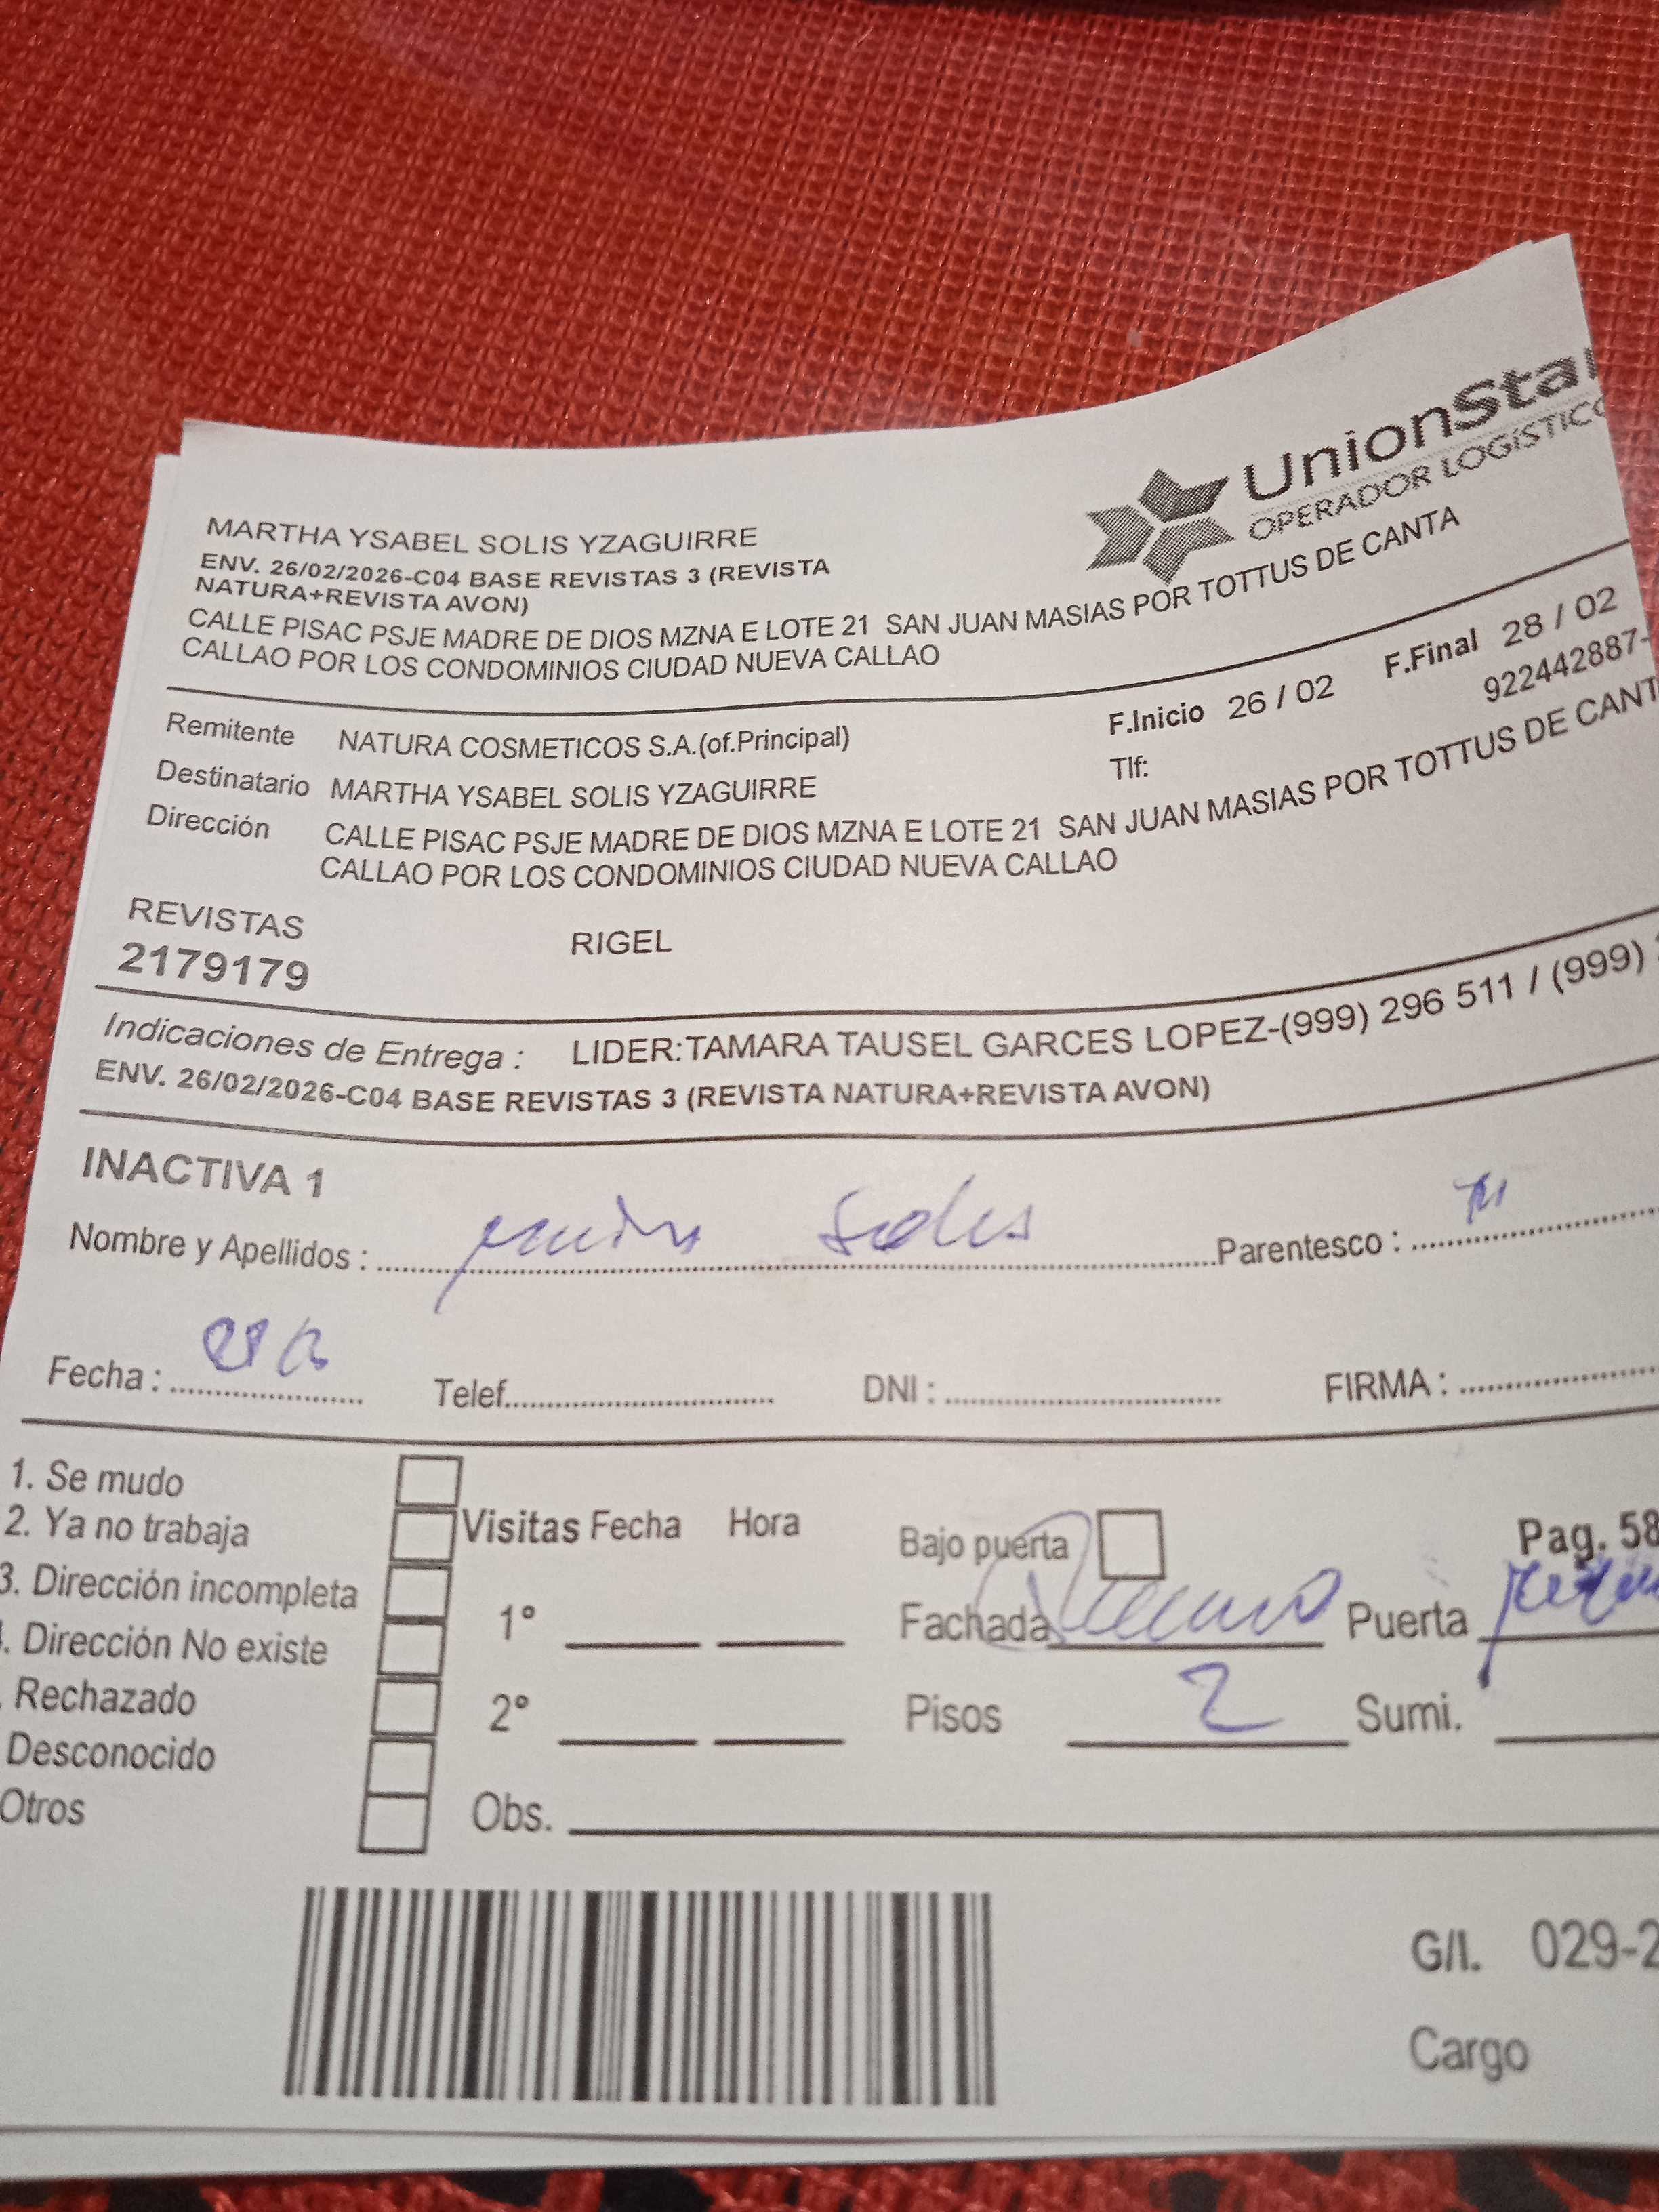 UnionSta
OPERADOR LOGÍSTICO
MARTHA YSABEL SOLIS YZAGUIRRE
ENV. 26/02/2026-C04 BASE REVISTAS 3 (REVISTA
NATURA+REVISTA AVON)
CALLE PISAC PSJE MADRE DE DIOS MZNA E LOTE 21 SAN JUAN MASIAS POR TOTTUS DE CANTA
CALLAO POR LOS CONDOMINIOS CIUDAD NUEVA CALLAO
F.Inicio 26 / 02 F.Final 28 / 02
Remitente NATURA COSMETICOS S.A.(of.Principal) Tlf: 922442887-
Destinatario MARTHA YSABEL SOLIS YZAGUIRRE
Dirección CALLE PISAC PSJE MADRE DE DIOS MZNA E LOTE 21 SAN JUAN MASIAS POR TOTTUS DE CANT
CALLAO POR LOS CONDOMINIOS CIUDAD NUEVA CALLAO
REVISTAS RIGEL
2179179
Indicaciones de Entrega : LIDER:TAMARA TAUSEL GARCES LOPEZ-(999) 296 511 / (999)
ENV. 26/02/2026-C04 BASE REVISTAS 3 (REVISTA NATURA+REVISTA AVON)
INACTIVA 1
Nombre y Apellidos : Solis Parentesco :
Fecha : Telef. DNI : FIRMA :
1. Se mudo
2. Ya no trabaja Visitas Fecha Hora Bajo puerta Pag. 58
3. Dirección incompleta 1° Fachada Puerta
. Dirección No existe
. Rechazado 2° Pisos 2 Sumi.
Desconocido
Otros Obs.
G/I. 029-2
Cargo